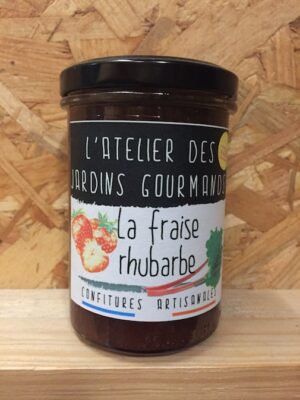 L'ATELIER DES
JARDINS GOURMANDS
La fraise
rhubarbe
CONFITURES ARTISANALES